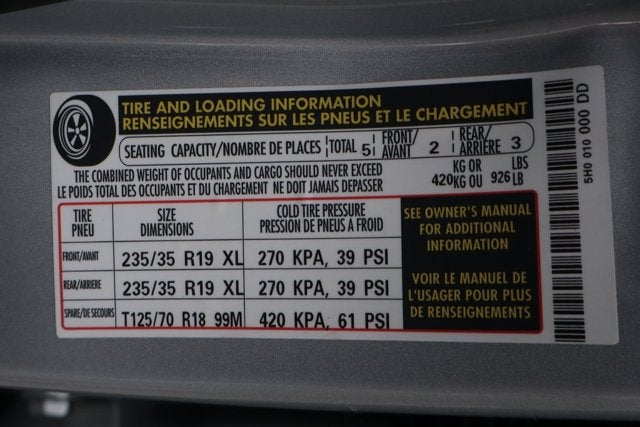 TIRE AND LOADING INFORMATION
RENSEIGNEMENTS SUR LES PNEUS ET LE CHARGEMENT
SEATING CAPACITY/NOMBRE DE PLACES TOTAL 5 FRONT/AVANT 2 REAR/ARRIÈRE 3
THE COMBINED WEIGHT OF OCCUPANTS AND CARGO SHOULD NEVER EXCEED KG OR LBS
LE POIDS TOTAL DES OCCUPANTS ET DU CHARGEMENT NE DOIT JAMAIS DEPASSER 420 KG OU 926 LB
TIRE SIZE COLD TIRE PRESSURE
PNEU DIMENSIONS PRESSION DE PNEUS A FROID
FRONT/AVANT 235/35 R19 XL 270 KPA, 39 PSI
REAR/ARRIERE 235/35 R19 XL 270 KPA, 39 PSI
SPARE/DE SECOURS T125/70 R18 99M 420 KPA, 61 PSI
SEE OWNER'S MANUAL
FOR ADDITIONAL
INFORMATION
VOIR LE MANUEL DE
L'USAGER POUR PLUS
DE RENSEIGNEMENTS
5H0 010 000 DD